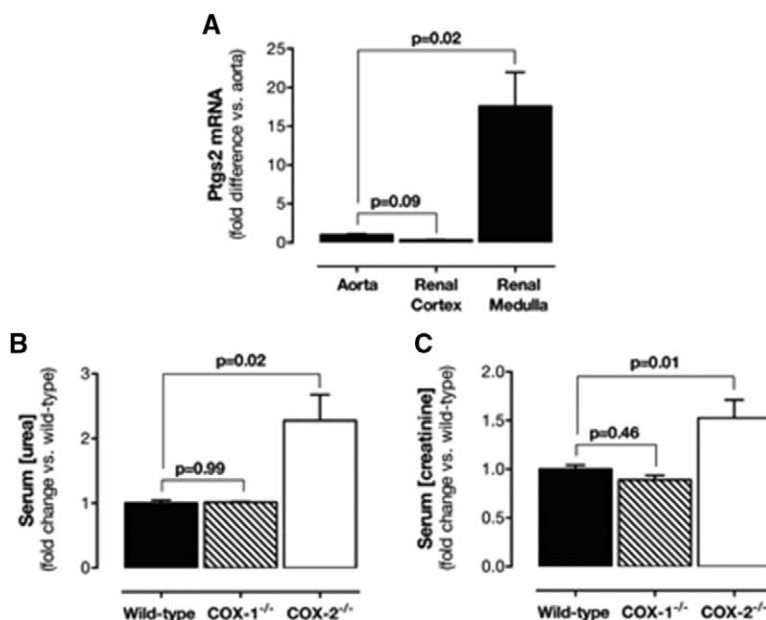 A
Ptgs2 mRNA
(fold difference vs. aorta)
25
20
15
10
5
0
p=0.02
p=0.09
Aorta
Renal
Cortex
Renal
Medulla
B
Serum [urea]
(fold change vs. wild-type)
3
2
1
0
p=0.02
p=0.99
Wild-type
COX-1⁻/⁻
COX-2⁻/⁻
C
Serum [creatinine]
(fold change vs. wild-type)
2.0
1.5
1.0
0.5
0.0
p=0.01
p=0.46
Wild-type
COX-1⁻/⁻
COX-2⁻/⁻